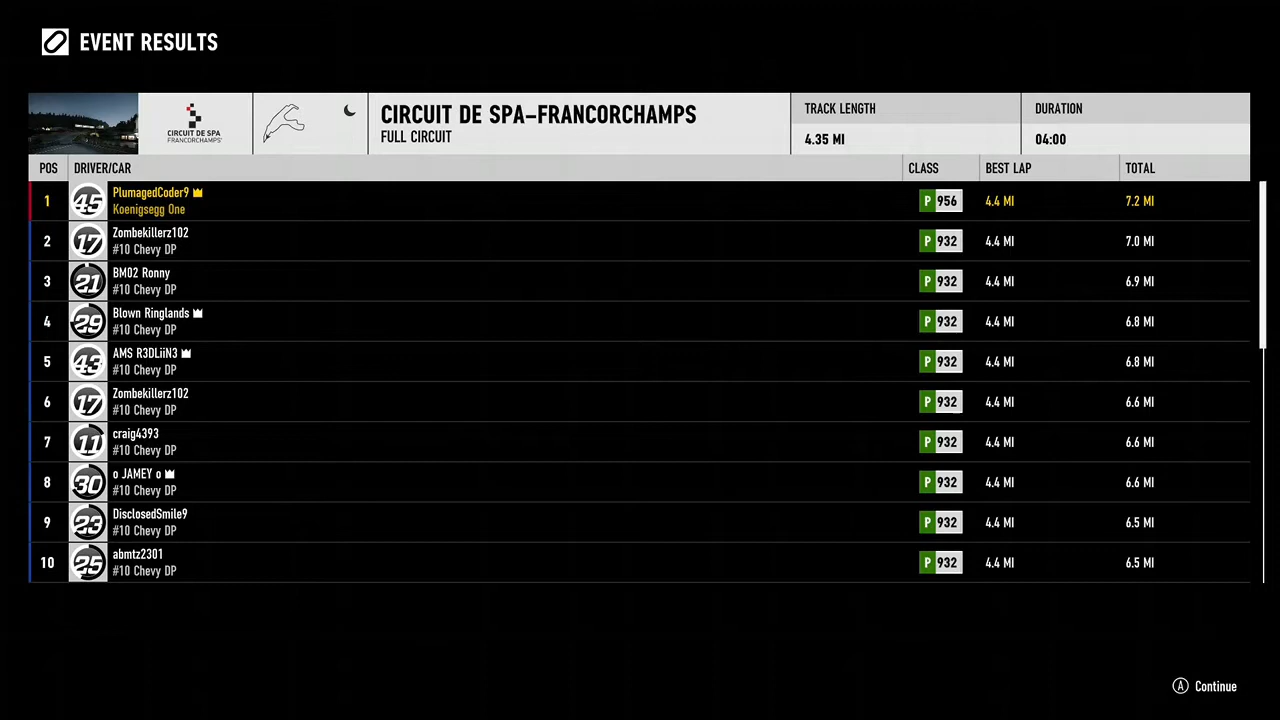 EVENT RESULTS
CIRCUIT DE SPA
FRANCORCHAMPS
CIRCUIT DE SPA-FRANCORCHAMPS
FULL CIRCUIT
TRACK LENGTH
4.35 MI
DURATION
04:00
POS DRIVER/CAR CLASS BEST LAP TOTAL
1 45 PlumagedCoder9 P 956 4.4 MI 7.2 MI
Koenigsegg One
2 17 Zombekillerz102 P 932 4.4 MI 7.0 MI
#10 Chevy DP
3 21 BM02 Ronny P 932 4.4 MI 6.9 MI
#10 Chevy DP
4 29 Blown Ringlands P 932 4.4 MI 6.8 MI
#10 Chevy DP
5 43 AMS R3DLiiN3 P 932 4.4 MI 6.8 MI
#10 Chevy DP
6 17 Zombekillerz102 P 932 4.4 MI 6.6 MI
#10 Chevy DP
7 11 craig4393 P 932 4.4 MI 6.6 MI
#10 Chevy DP
8 30 o JAMEY o P 932 4.4 MI 6.6 MI
#10 Chevy DP
9 23 DisclosedSmile9 P 932 4.4 MI 6.5 MI
#10 Chevy DP
10 25 abmtz2301 P 932 4.4 MI 6.5 MI
#10 Chevy DP
A Continue